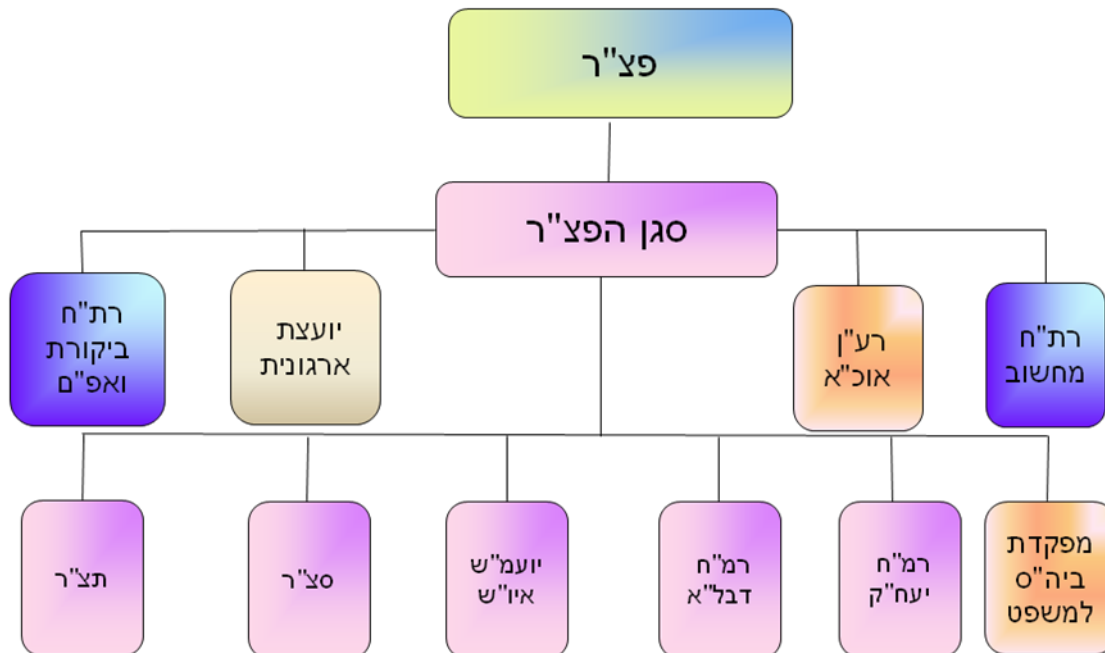 פצ"ר
סגן הפצ"ר
רת"ח
מחשוב
רע"ן
אוכ"א
יועצת
ארגונית
רת"ח
ביקורת
ואפ"ם
מפקדת
ביה"ס
למשפט
רמ"ח
יעח"ק
רמ"ח
דבל"א
יועמ"ש
איו"ש
סצ"ר
תצ"ר